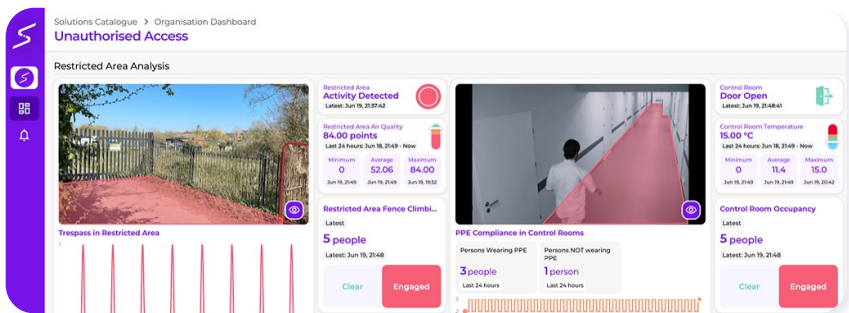 Solutions Catalogue > Organisation Dashboard
Unauthorised Access
Restricted Area Analysis
Restricted Area
Activity Detected
Latest: Jun 19, 21:37:42
Restricted Area Air Quality
84.00 points
Last 24 hours: Jun 18, 21:49 - Now
Minimum Average Maximum
0 52.06 84.00
Jun 19, 21:49 Jun 19, 21:49 Jun 19, 19:32
Restricted Area Fence Climbi...
Latest
5 people
Latest: Jun 19, 21:48
Clear Engaged
Trespass in Restricted Area
1
Control Room
Door Open
Latest: Jun 19, 21:48:41
Control Room Temperature
15.00 °C
Last 24 hours: Jun 18, 21:49 - Now
Minimum Average Maximum
0 11.4 15.0
Jun 19, 21:49 Jun 19, 21:49 Jun 19, 20:42
PPE Compliance in Control Rooms
Persons Wearing PPE
3 people
Last 24 hours
Persons NOT wearing
PPE
1 person
Last 24 hours
3
2
Control Room Occupancy
Latest
5 people
Latest: Jun 19, 21:48
Clear Engaged